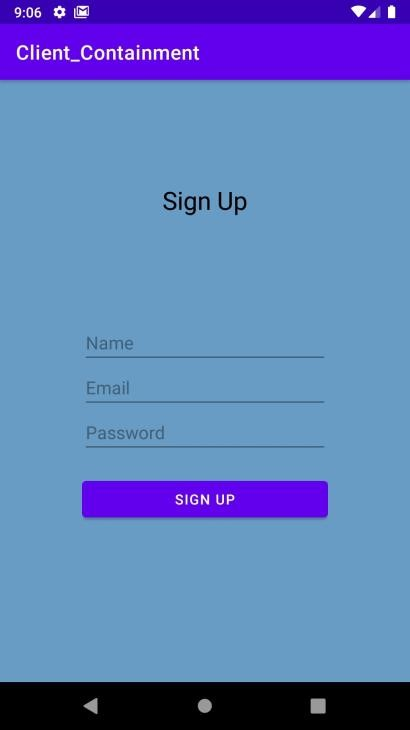 9:06
Client_Containment
Sign Up
Name
Email
Password
SIGN UP